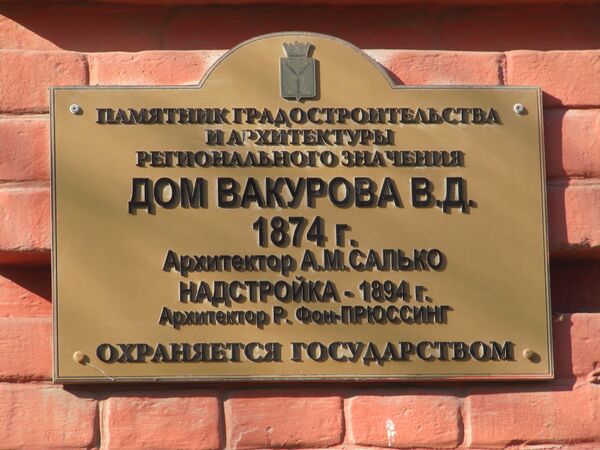 ПАМЯТНИК ГРАДОСТРОИТЕЛЬСТВА
И АРХИТЕКТУРЫ
РЕГИОНАЛЬНОГО ЗНАЧЕНИЯ
ДОМ ВАКУРОВА В.Д.
1874 г.
Архитектор А.М.САЛЬКО
НАДСТРОЙКА - 1894 г.
Архитектор Р. Фон-ПРЮССИНГ
ОХРАНЯЕТСЯ ГОСУДАРСТВОМ